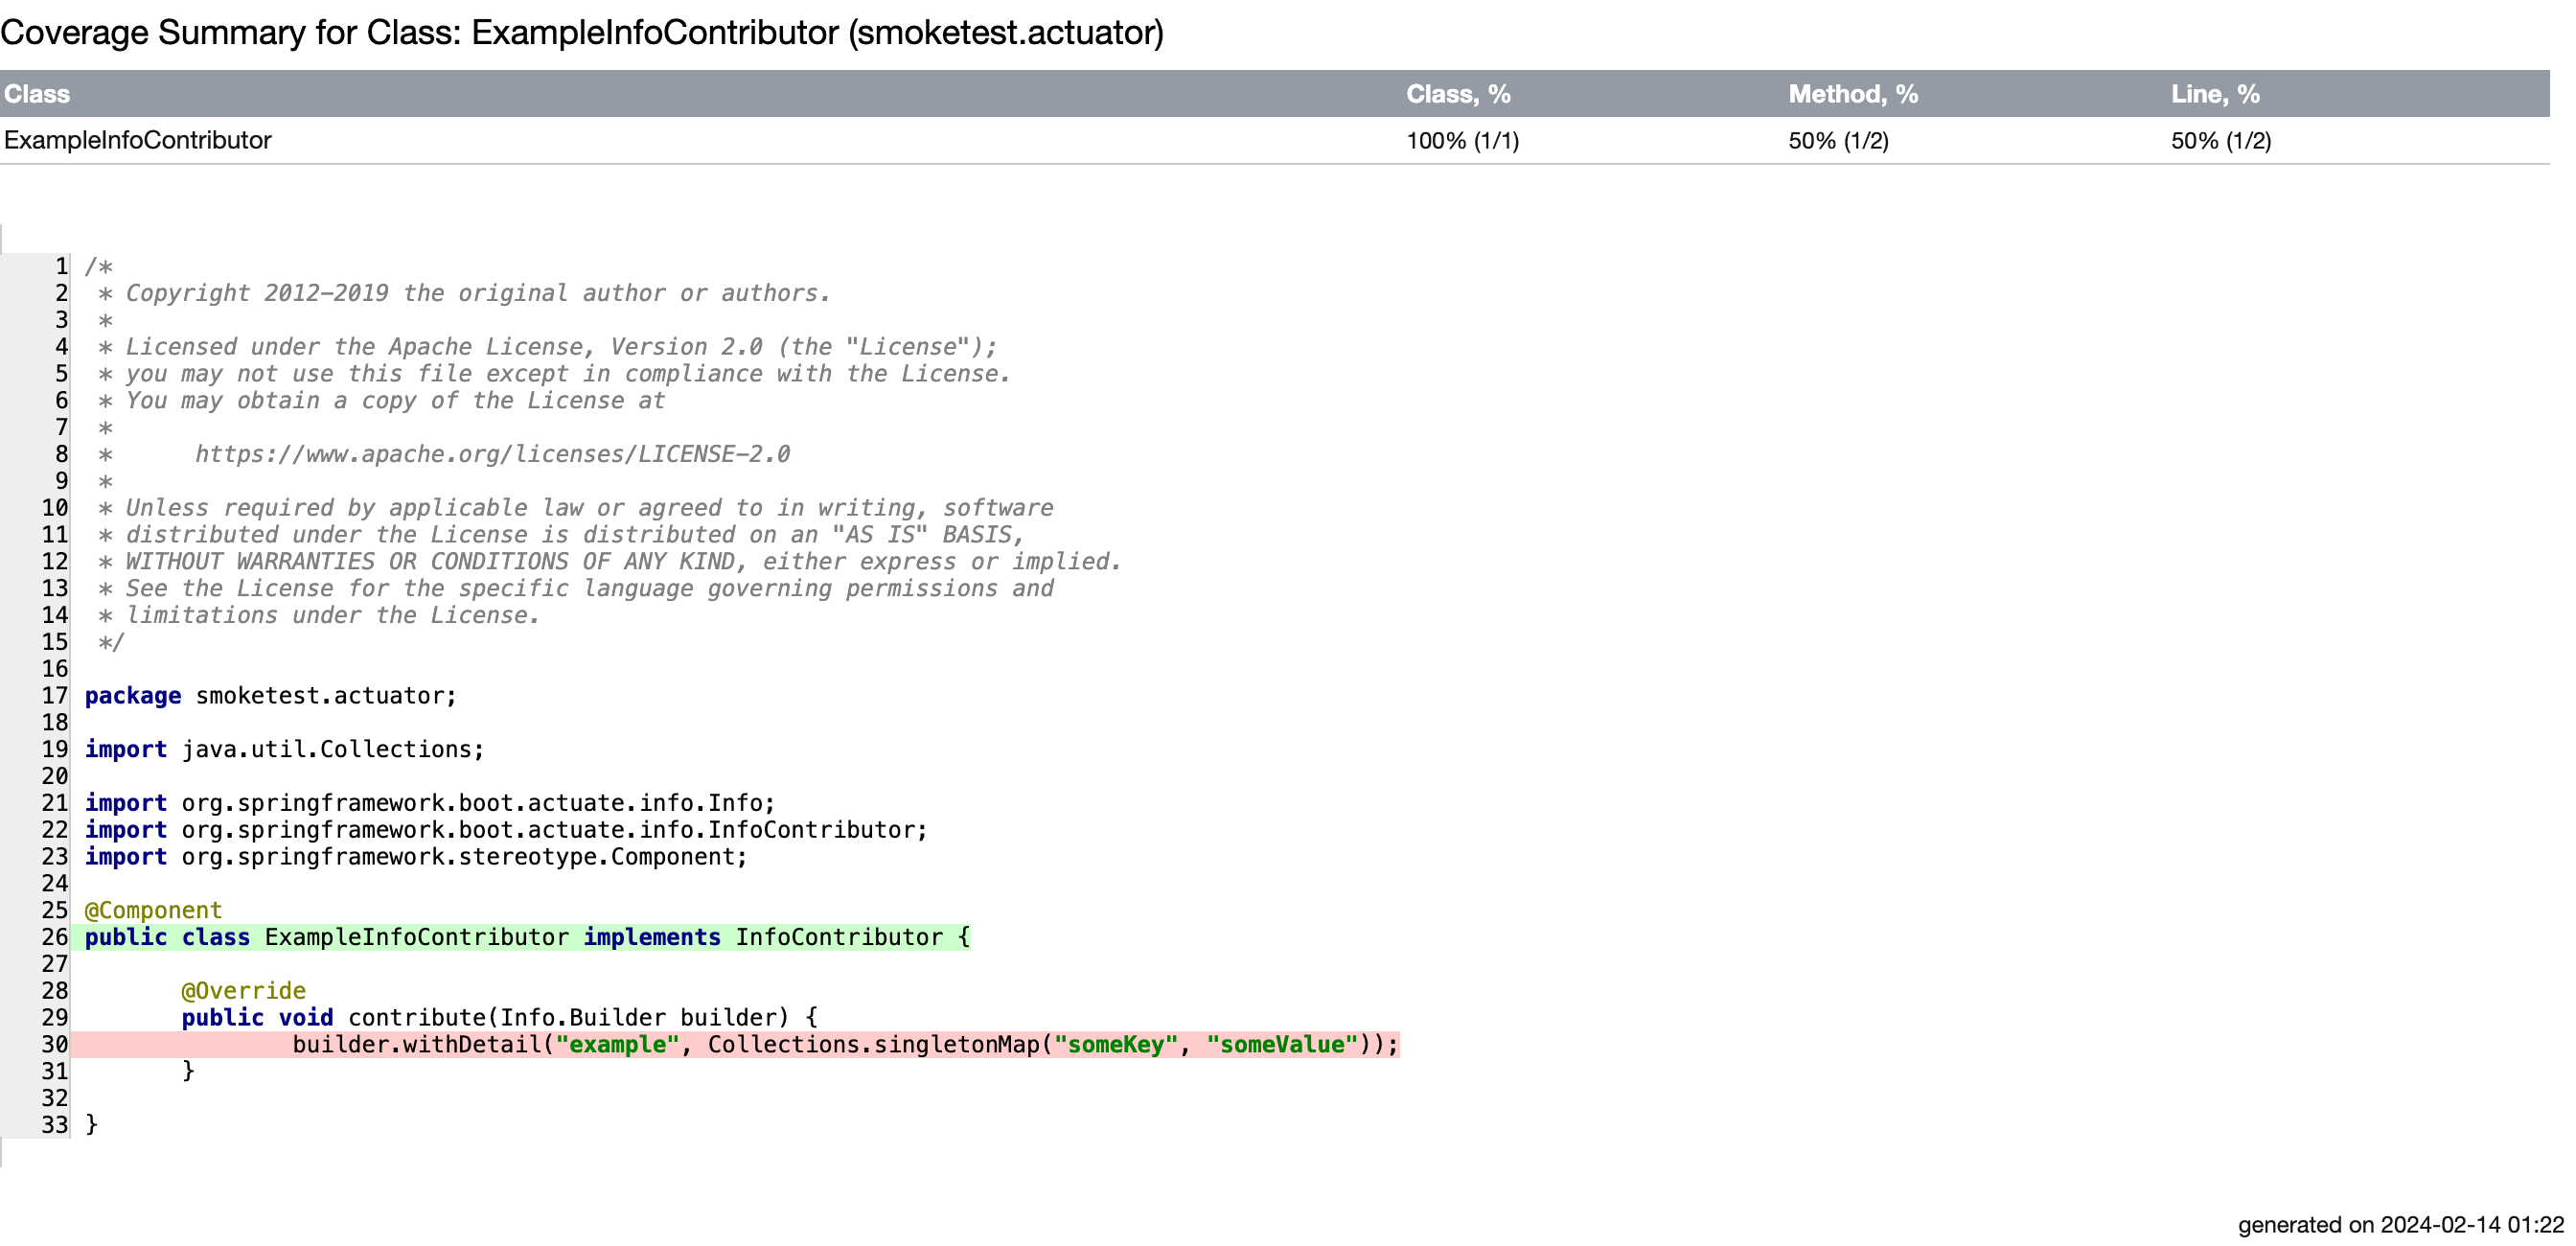 Coverage Summary for Class: ExampleInfoContributor (smoketest.actuator)
Class Class, % Method, % Line, %
ExampleInfoContributor 100% (1/1) 50% (1/2) 50% (1/2)
1 /*
2  * Copyright 2012-2019 the original author or authors.
3  *
4  * Licensed under the Apache License, Version 2.0 (the "License");
5  * you may not use this file except in compliance with the License.
6  * You may obtain a copy of the License at
7  *
8  *      https://www.apache.org/licenses/LICENSE-2.0
9  *
10  * Unless required by applicable law or agreed to in writing, software
11  * distributed under the License is distributed on an "AS IS" BASIS,
12  * WITHOUT WARRANTIES OR CONDITIONS OF ANY KIND, either express or implied.
13  * See the License for the specific language governing permissions and
14  * limitations under the License.
15  */
16
17 package smoketest.actuator;
18
19 import java.util.Collections;
20
21 import org.springframework.boot.actuate.info.Info;
22 import org.springframework.boot.actuate.info.InfoContributor;
23 import org.springframework.stereotype.Component;
24
25 @Component
26 public class ExampleInfoContributor implements InfoContributor {
27
28        @Override
29        public void contribute(Info.Builder builder) {
30                builder.withDetail("example", Collections.singletonMap("someKey", "someValue"));
31        }
32
33 }
generated on 2024-02-14 01:22